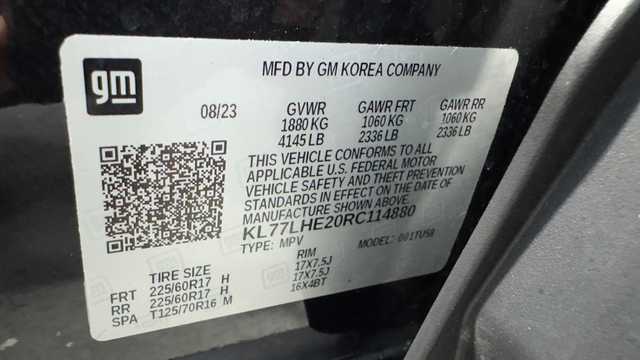 gm
MFD BY GM KOREA COMPANY
08/23 GVWR GAWR FRT GAWR RR
1880 KG 1060 KG 1060 KG
4145 LB 2336 LB 2336 LB
THIS VEHICLE CONFORMS TO ALL
APPLICABLE U.S. FEDERAL MOTOR
VEHICLE SAFETY AND THEFT PREVENTION
STANDARDS IN EFFECT ON THE DATE
OF MANUFACTURE SHOWN ABOVE.
KL77LHE20RC114880
TYPE: MPV MODEL: 001TU58
TIRE SIZE RIM
FRT 225/60R17 H 17X7.5J
RR 225/60R17 H 17X7.5J
SPA T125/70R16 M 16X4BT